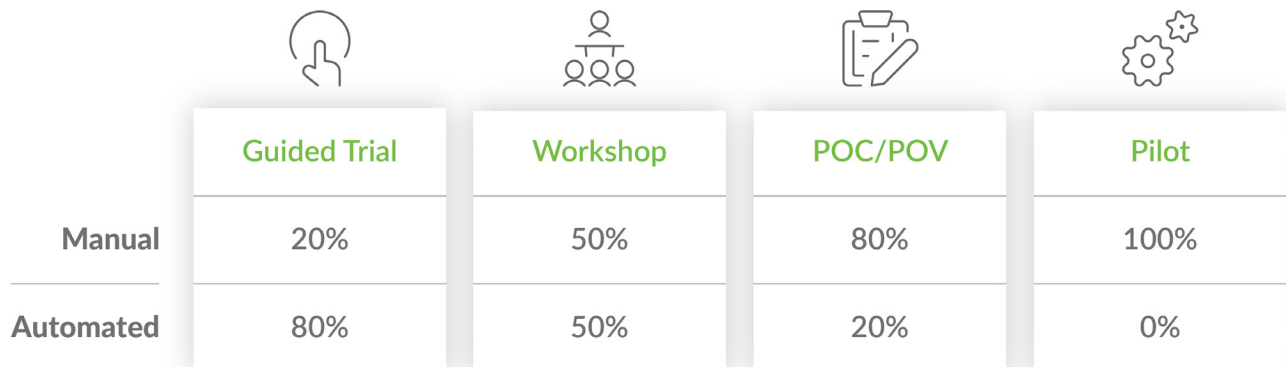 Guided Trial Workshop POC/POV Pilot
Manual 20% 50% 80% 100%
Automated 80% 50% 20% 0%